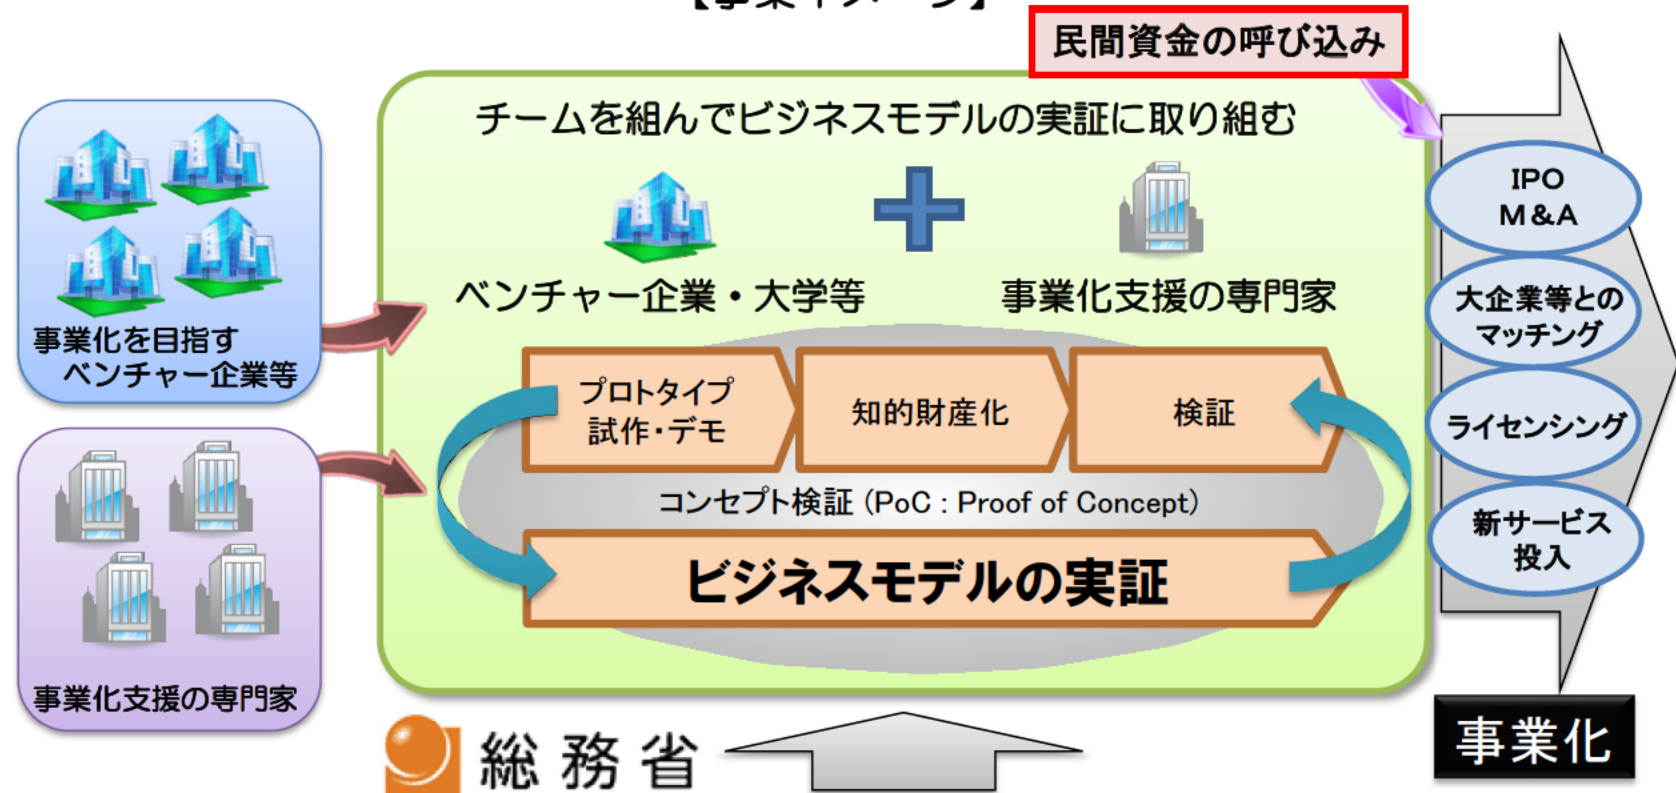 【事業イメージ】
民間資金の呼び込み
チームを組んでビジネスモデルの実証に取り組む
ベンチャー企業・大学等
事業化支援の専門家
事業化を目指す
ベンチャー企業等
事業化支援の専門家
プロトタイプ
試作・デモ
知的財産化
検証
コンセプト検証 (PoC : Proof of Concept)
ビジネスモデルの実証
IPO
M&A
大企業等との
マッチング
ライセンシング
新サービス
投入
事業化
総務省